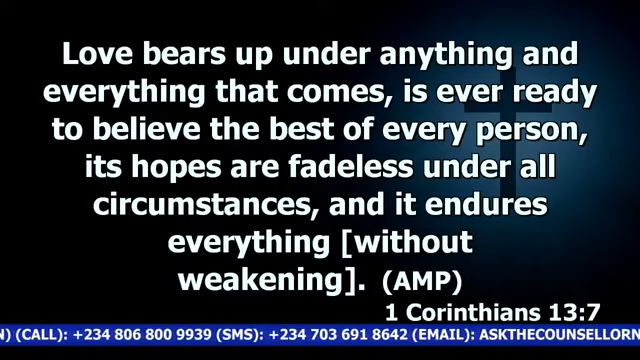 Love bears up under anything and
everything that comes, is ever ready
to believe the best of every person,
its hopes are fadeless under all
circumstances, and it endures
everything [without
weakening]. (AMP)
1 Corinthians 13:7
N) (CALL): +234 806 800 9939 (SMS): +234 703 691 8642 (EMAIL): ASKTHECOUNSELLORN